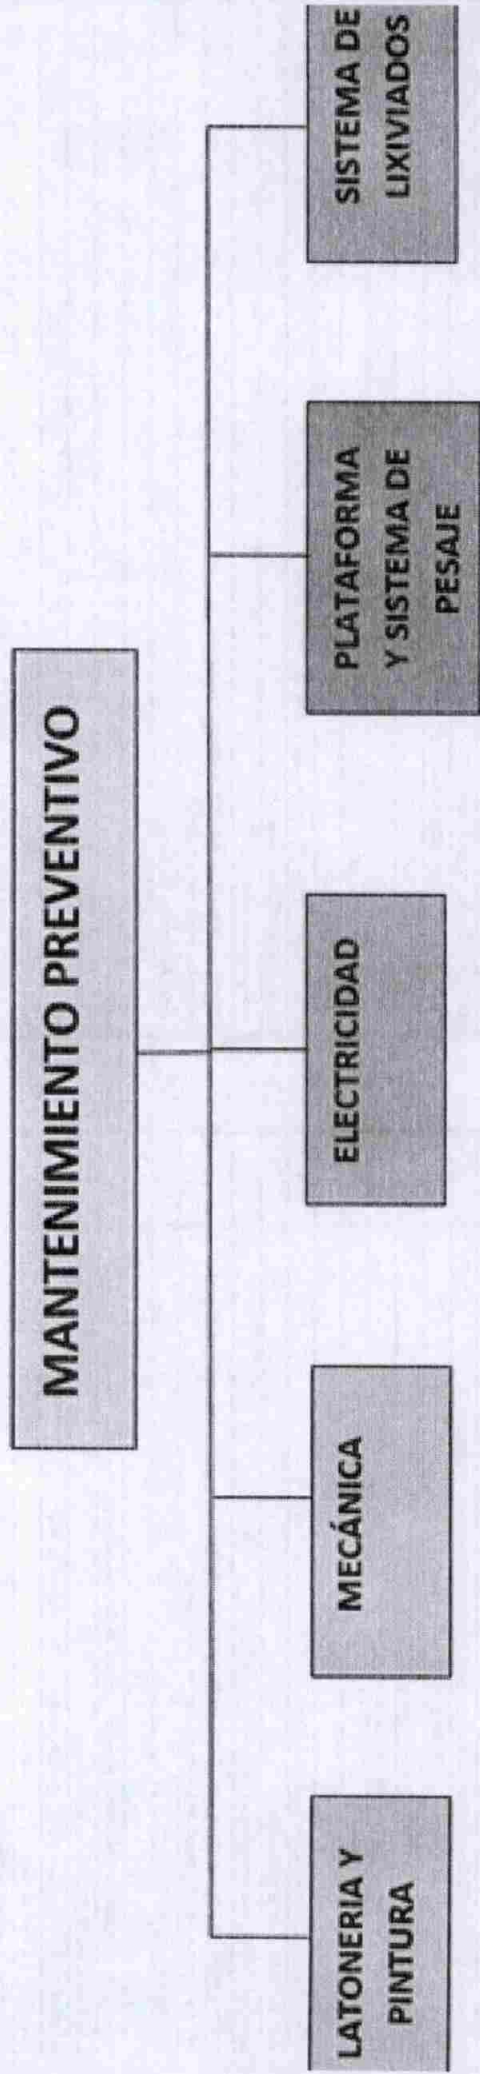 MANTENIMIENTO PREVENTIVO
LATONERIA Y
PINTURA
MECÁNICA
ELECTRICIDAD
PLATAFORMA
Y SISTEMA DE
PESAJE
SISTEMA DE
LIXIVIADOS